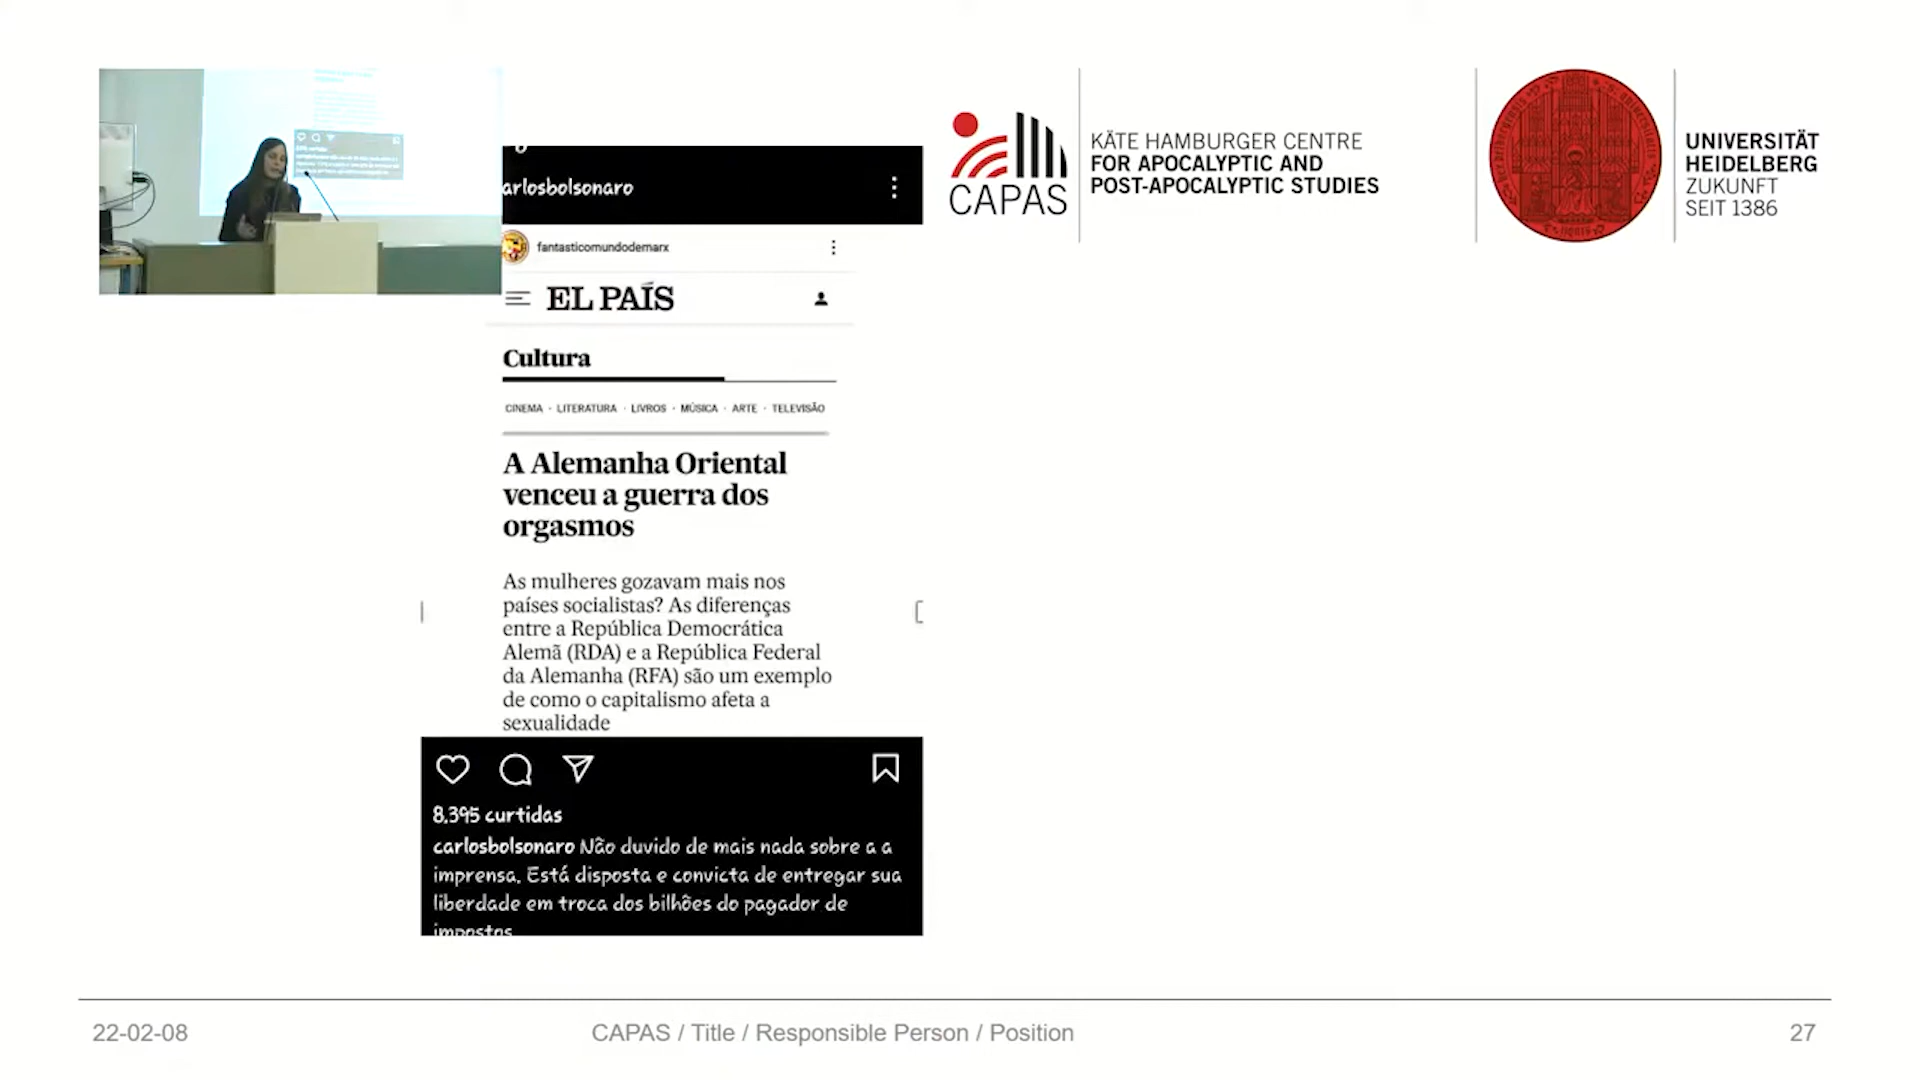 arlosbolsonaro
fantasticomundodemarx
EL PAÍS
Cultura
CINEMA · LITERATURA · LIVROS · MÚSICA · ARTE · TELEVISÃO
A Alemanha Oriental
venceu a guerra dos
orgasmos
As mulheres gozavam mais nos
países socialistas? As diferenças
entre a República Democrática
Alemã (RDA) e a República Federal
da Alemanha (RFA) são um exemplo
de como o capitalismo afeta a
sexualidade
8.395 curtidas
carlosbolsonaro Não duvido de mais nada sobre a a
imprensa. Está disposta e convicta de entregar sua
liberdade em troca dos bilhões do pagador de
impostos
CAPAS
KÄTE HAMBURGER CENTRE
FOR APOCALYPTIC AND
POST-APOCALYPTIC STUDIES
UNIVERSITÄT
HEIDELBERG
ZUKUNFT
SEIT 1386
22-02-08
CAPAS / Title / Responsible Person / Position
27